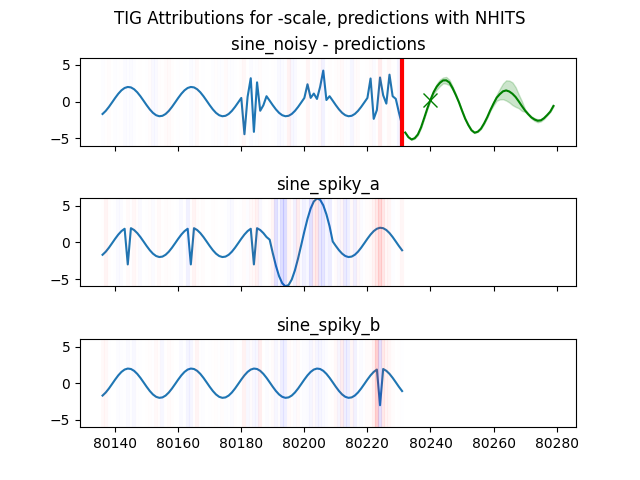 TIG Attributions for -scale, predictions with NHITS
sine_noisy - predictions
5
0
−5
sine_spiky_a
5
0
−5
sine_spiky_b
5
0
−5
80140 80160 80180 80200 80220 80240 80260 80280